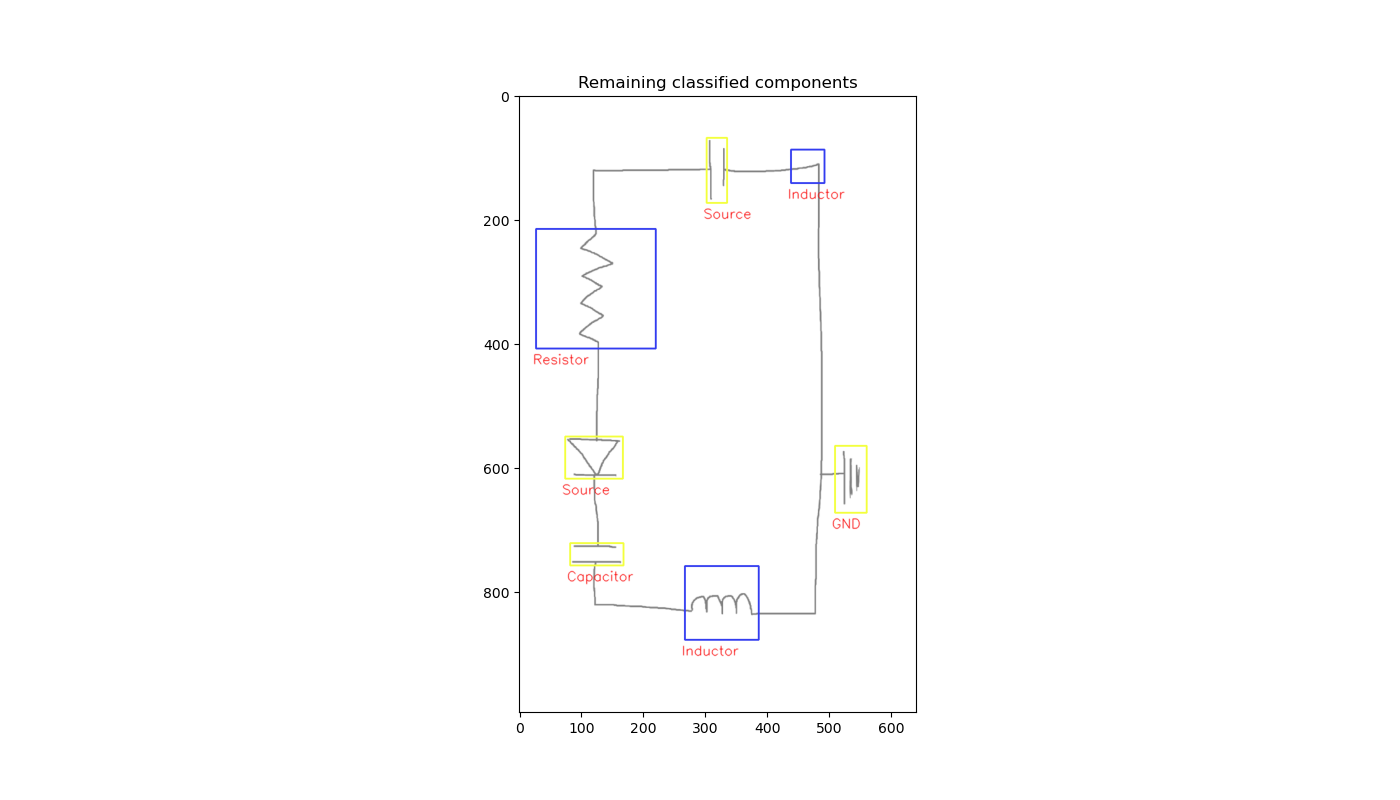 Remaining classified components
0
Inductor
Source
200
Resistor
400
600
Source
GND
Capacitor
800
Inductor
0 100 200 300 400 500 600